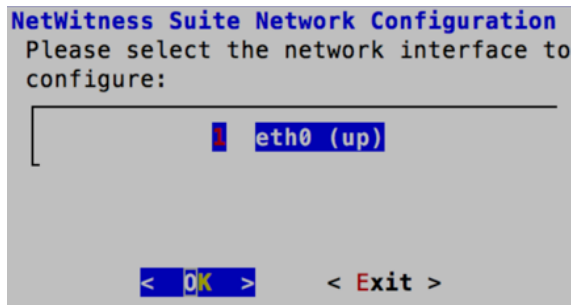 NetWitness Suite Network Configuration
Please select the network interface to
configure:
1 eth0 (up)
< OK > < Exit >